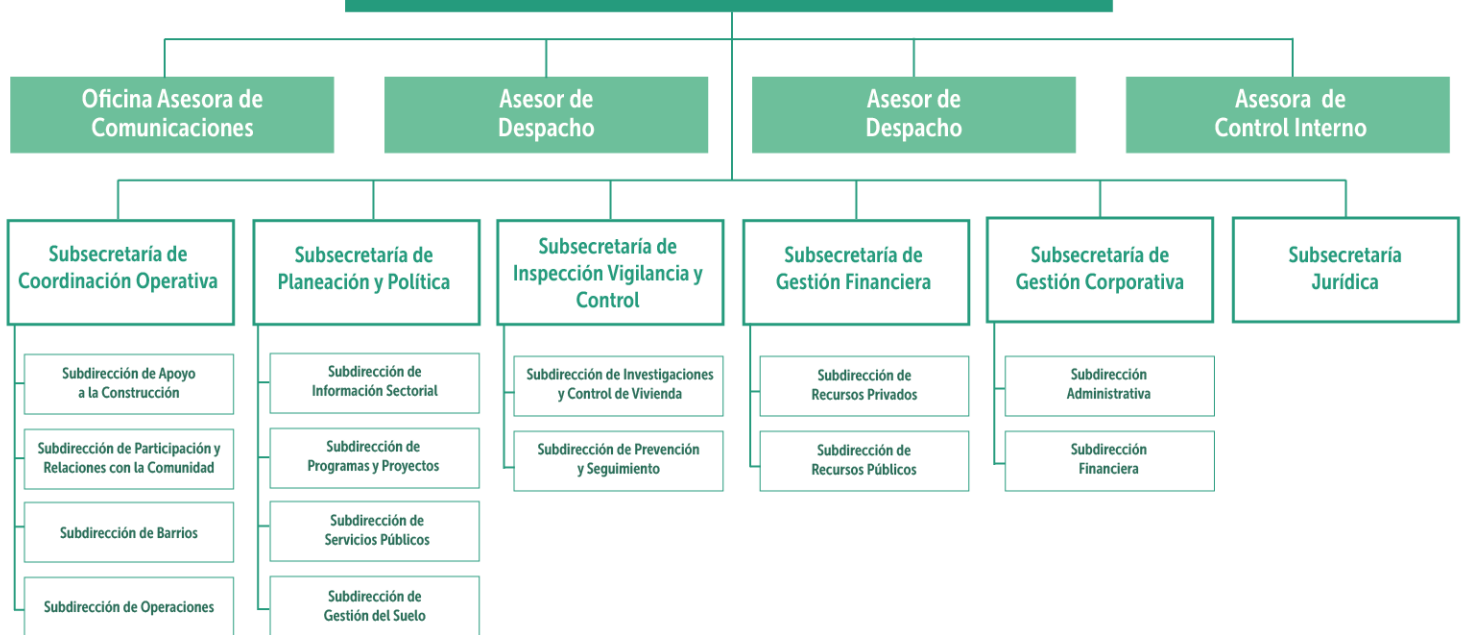 Oficina Asesora de
Comunicaciones
Asesor de
Despacho
Asesor de
Despacho
Asesora de
Control Interno
Subsecretaría de
Coordinación Operativa
Subsecretaría de
Planeación y Política
Subsecretaría de
Inspección Vigilancia y
Control
Subsecretaría de
Gestión Financiera
Subsecretaría de
Gestión Corporativa
Subsecretaría
Jurídica
Subdirección de Apoyo
a la Construcción
Subdirección de Participación y
Relaciones con la Comunidad
Subdirección de Barrios
Subdirección de Operaciones
Subdirección de
Información Sectorial
Subdirección de
Programas y Proyectos
Subdirección de
Servicios Públicos
Subdirección de
Gestión del Suelo
Subdirección de Investigaciones
y Control de Vivienda
Subdirección de Prevención
y Seguimiento
Subdirección de
Recursos Privados
Subdirección de
Recursos Públicos
Subdirección
Administrativa
Subdirección
Financiera